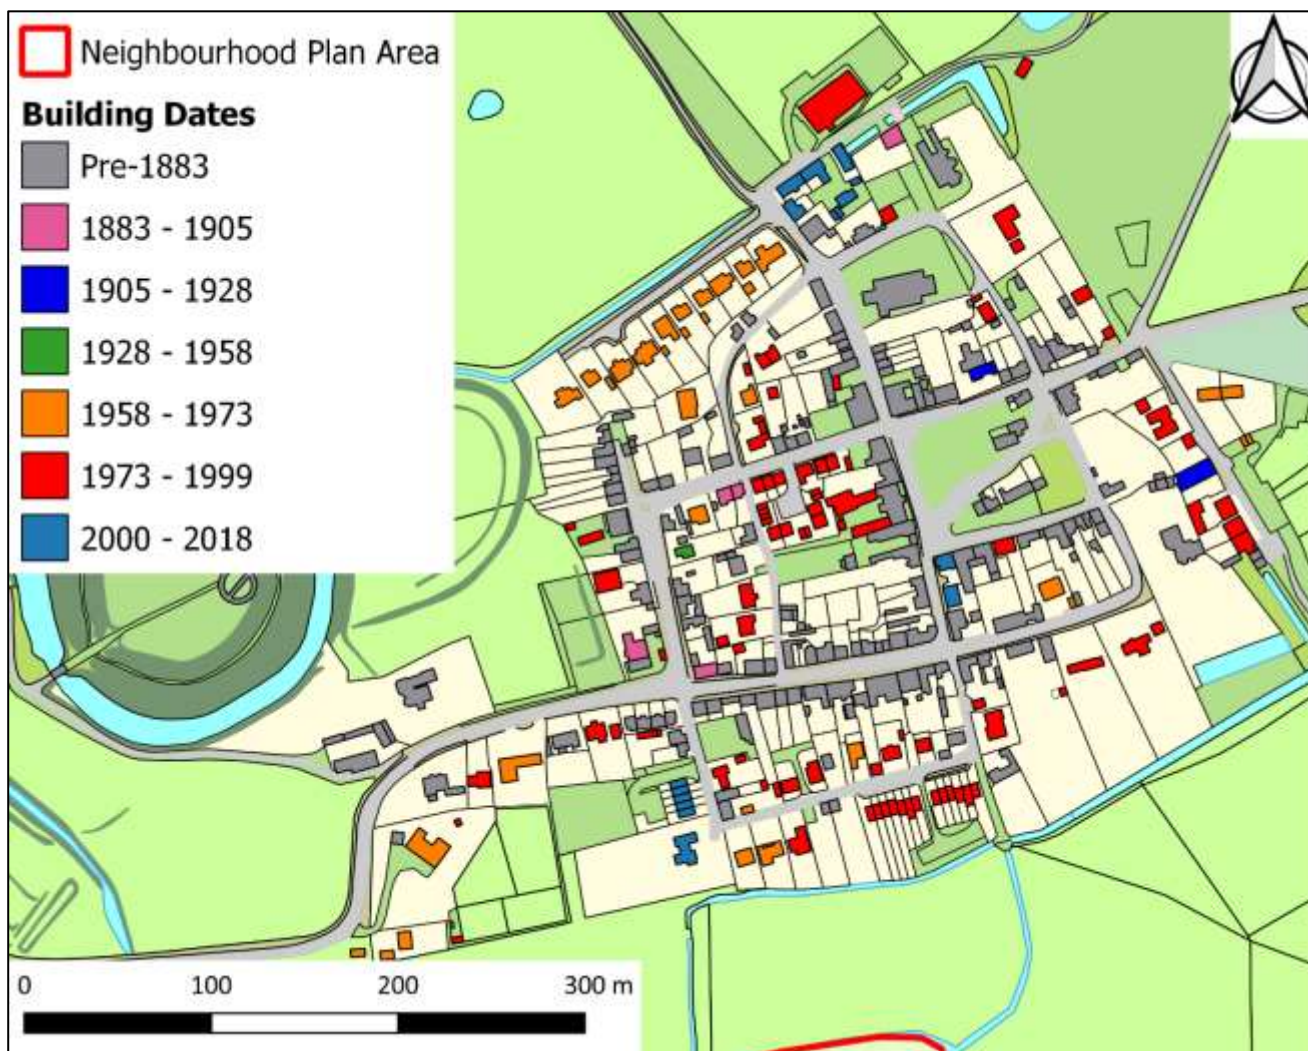 Neighbourhood Plan Area
Building Dates
Pre-1883
1883 - 1905
1905 - 1928
1928 - 1958
1958 - 1973
1973 - 1999
2000 - 2018
0 100 200 300 m